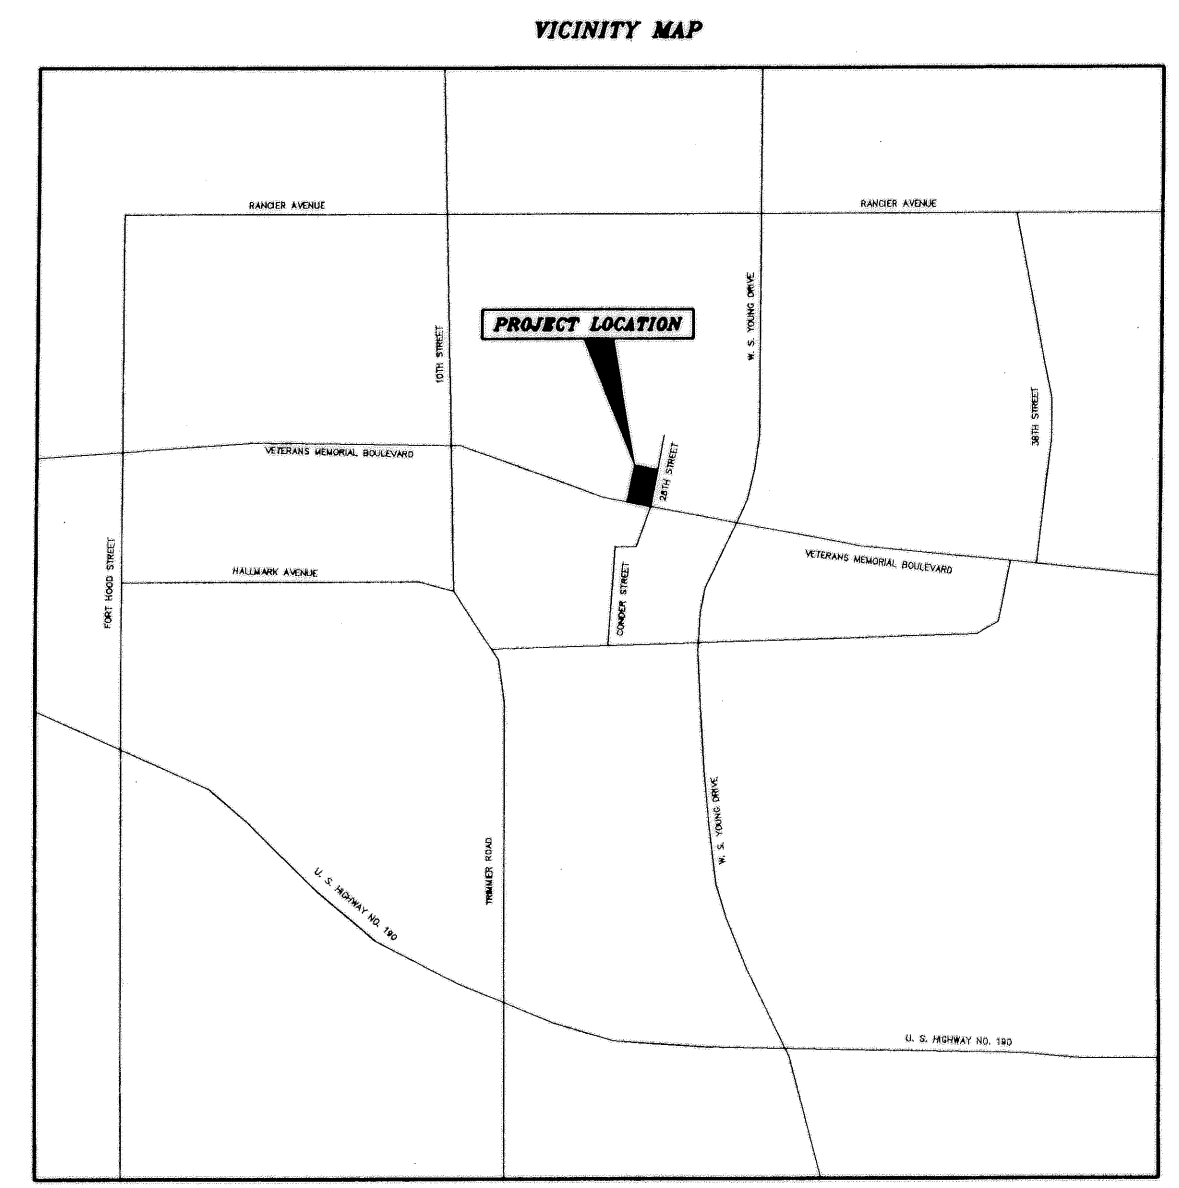 VICINITY MAP
RANCIER AVENUE
RANCIER AVENUE
W. S. YOUNG DRIVE
PROJECT LOCATION
10TH STREET
38TH STREET
VETERANS MEMORIAL BOULEVARD
28TH STREET
FORT HOOD STREET
HALLMARK AVENUE
CONDER STREET
VETERANS MEMORIAL BOULEVARD
W. S. YOUNG DRIVE
TRIMMER ROAD
U. S. HIGHWAY NO. 190
U. S. HIGHWAY NO. 190